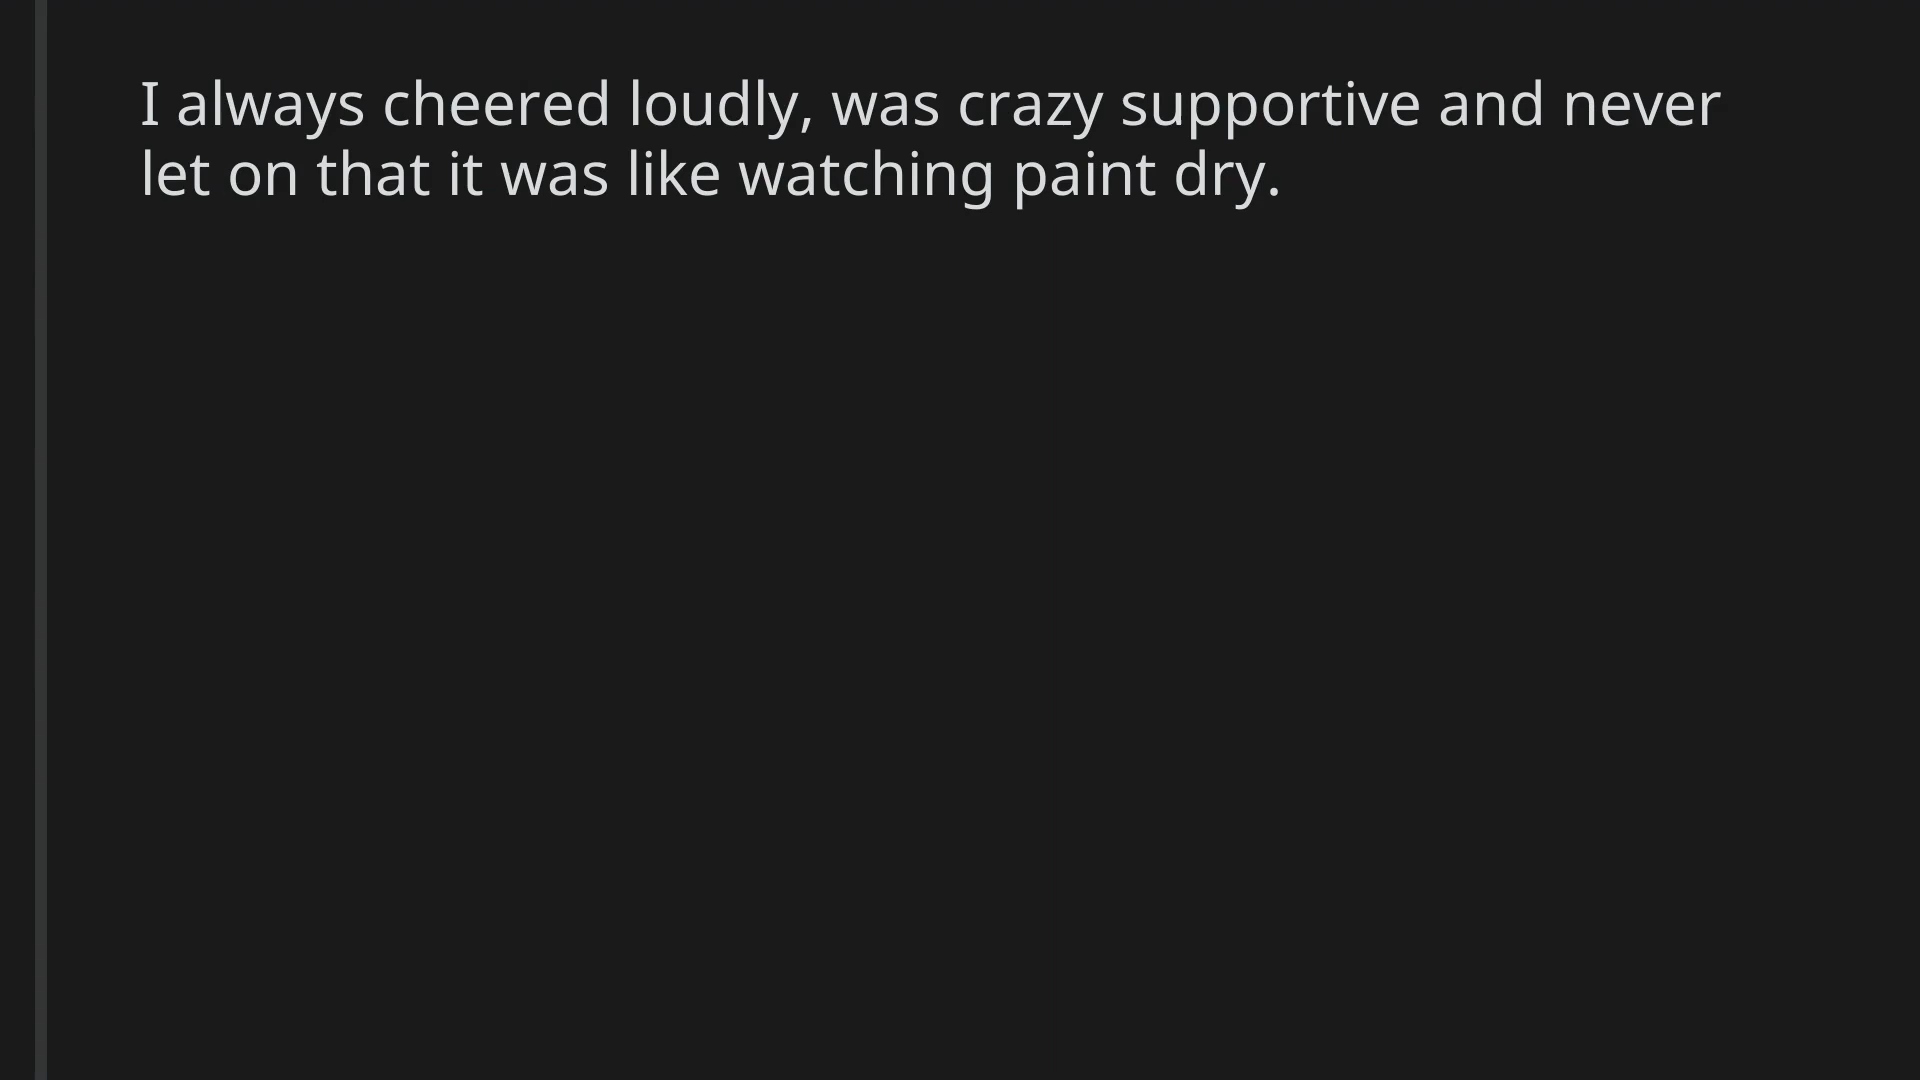 I always cheered loudly, was crazy supportive and never
let on that it was like watching paint dry.